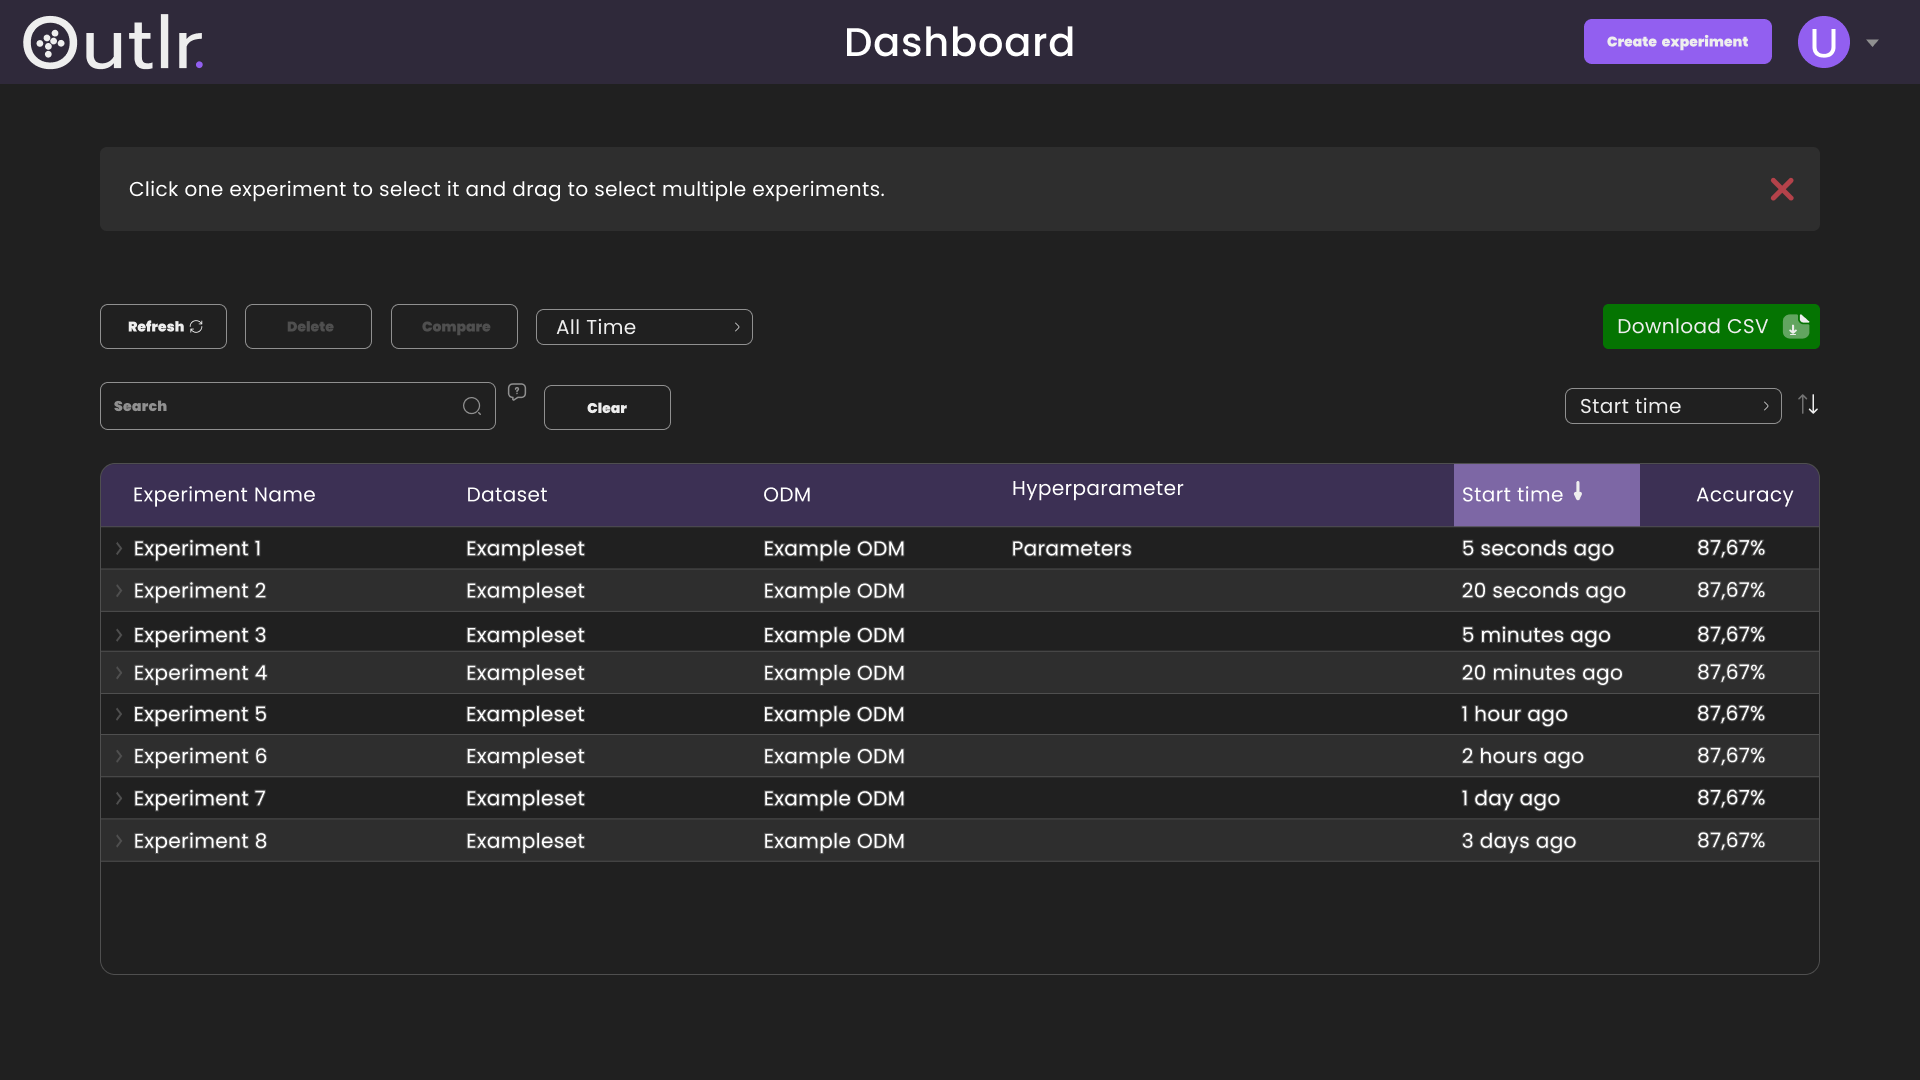 Outlr.
Dashboard
Create experiment
U
Click one experiment to select it and drag to select multiple experiments.
Refresh
Delete
Compare
All Time
Download CSV
Search
?
Clear
Start time
Experiment Name Dataset ODM Hyperparameter Start time Accuracy
Experiment 1 Exampleset Example ODM Parameters 5 seconds ago 87,67%
Experiment 2 Exampleset Example ODM 20 seconds ago 87,67%
Experiment 3 Exampleset Example ODM 5 minutes ago 87,67%
Experiment 4 Exampleset Example ODM 20 minutes ago 87,67%
Experiment 5 Exampleset Example ODM 1 hour ago 87,67%
Experiment 6 Exampleset Example ODM 2 hours ago 87,67%
Experiment 7 Exampleset Example ODM 1 day ago 87,67%
Experiment 8 Exampleset Example ODM 3 days ago 87,67%